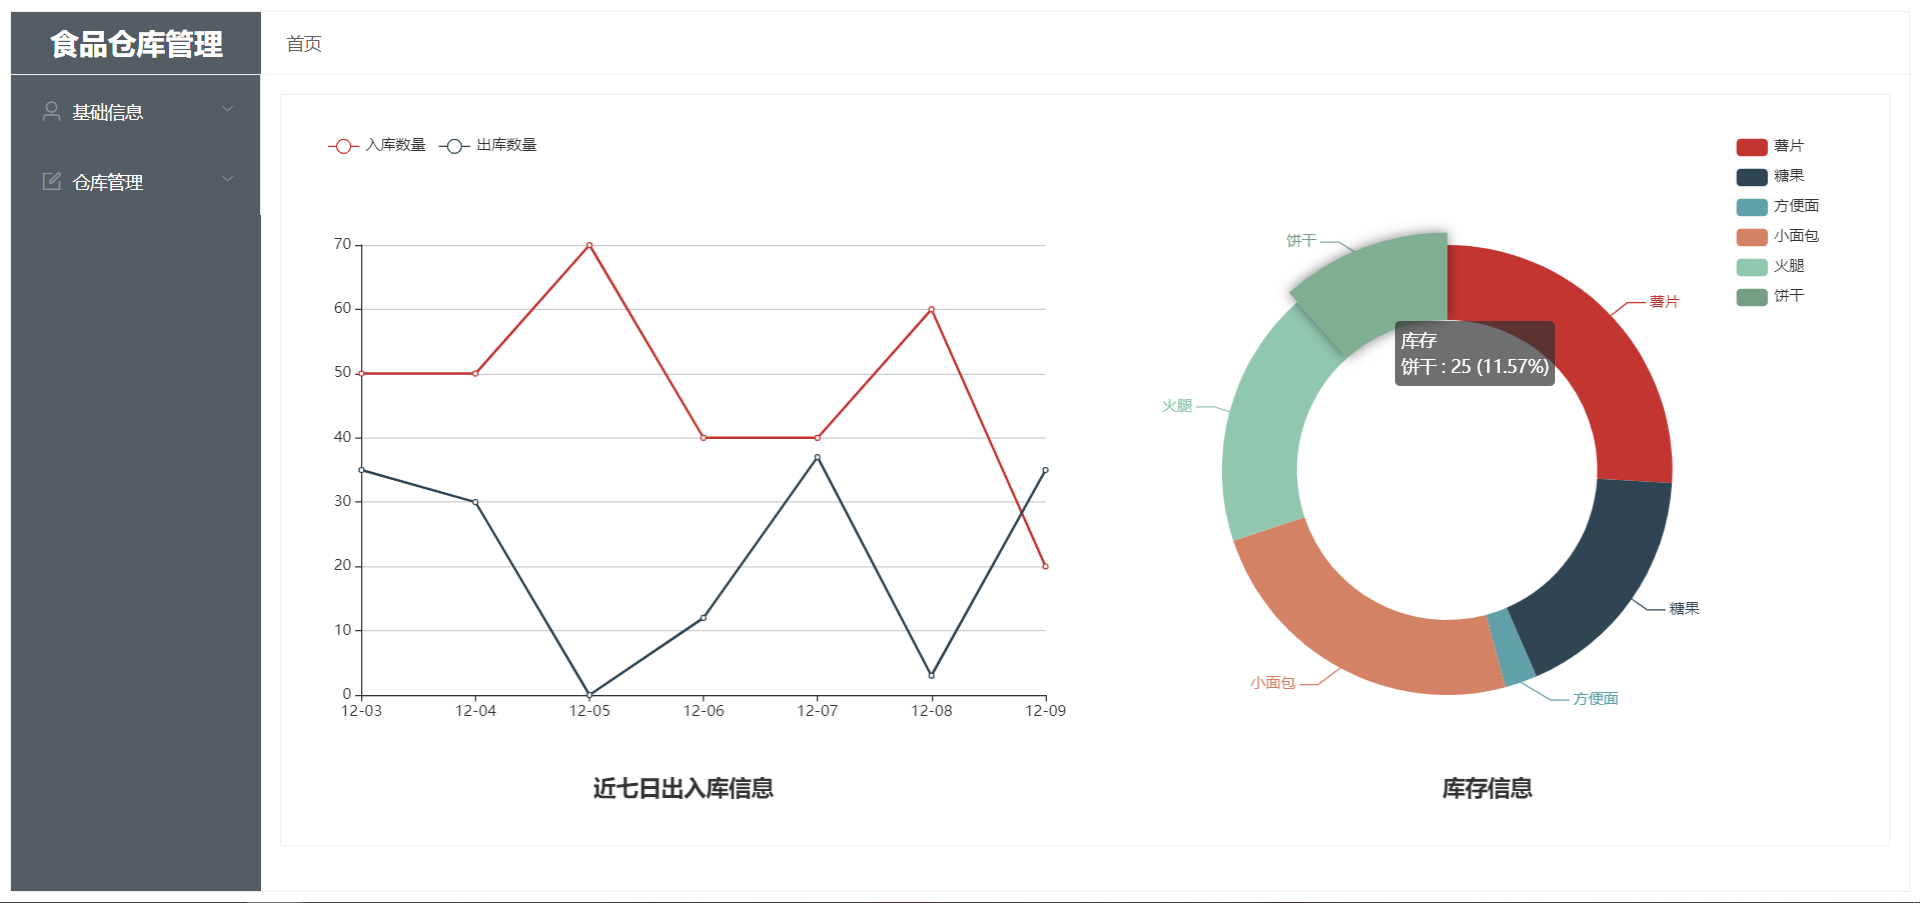 食品仓库管理
首页
基础信息
仓库管理
入库数量
出库数量
70
60
50
40
30
20
10
0
12-03
12-04
12-05
12-06
12-07
12-08
12-09
近七日出入库信息
薯片
糖果
方便面
小面包
火腿
饼干
饼干
薯片
库存
饼干 : 25 (11.57%)
火腿
糖果
小面包
方便面
库存信息